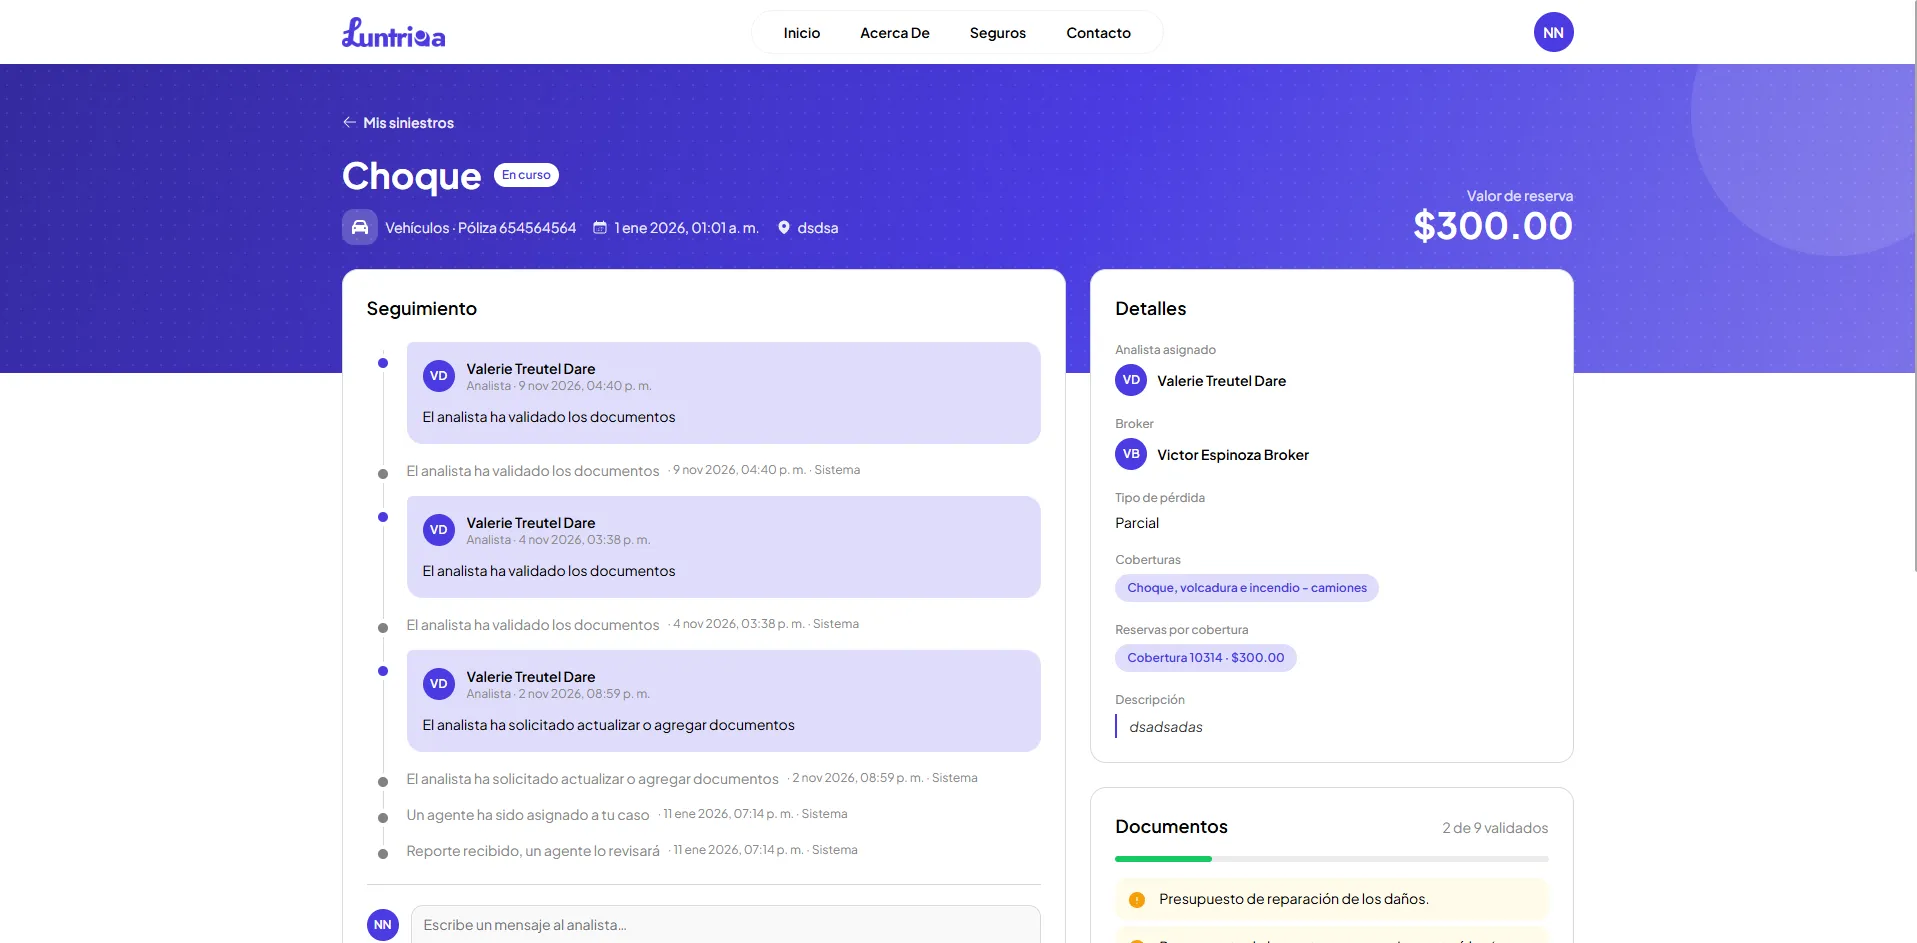 Luntriqa
Inicio
Acerca De
Seguros
Contacto
NN
← Mis siniestros
Choque
En curso
Vehículos · Póliza 654564564
1 ene 2026, 01:01 a. m.
dsdsa
Valor de reserva
$300.00
Seguimiento
VD
Valerie Treutel Dare
Analista · 9 nov 2026, 04:40 p. m.
El analista ha validado los documentos
El analista ha validado los documentos · 9 nov 2026, 04:40 p. m. · Sistema
VD
Valerie Treutel Dare
Analista · 4 nov 2026, 03:38 p. m.
El analista ha validado los documentos
El analista ha validado los documentos · 4 nov 2026, 03:38 p. m. · Sistema
VD
Valerie Treutel Dare
Analista · 2 nov 2026, 08:59 p. m.
El analista ha solicitado actualizar o agregar documentos
El analista ha solicitado actualizar o agregar documentos · 2 nov 2026, 08:59 p. m. · Sistema
Un agente ha sido asignado a tu caso · 11 ene 2026, 07:14 p. m. · Sistema
Reporte recibido, un agente lo revisará · 11 ene 2026, 07:14 p. m. · Sistema
NN
Escribe un mensaje al analista...
Detalles
Analista asignado
VD
Valerie Treutel Dare
Broker
VB
Victor Espinoza Broker
Tipo de pérdida
Parcial
Coberturas
Choque, volcadura e incendio - camiones
Reservas por cobertura
Cobertura 10314 · $300.00
Descripción
dsadsadas
Documentos
2 de 9 validados
Presupuesto de reparación de los daños.